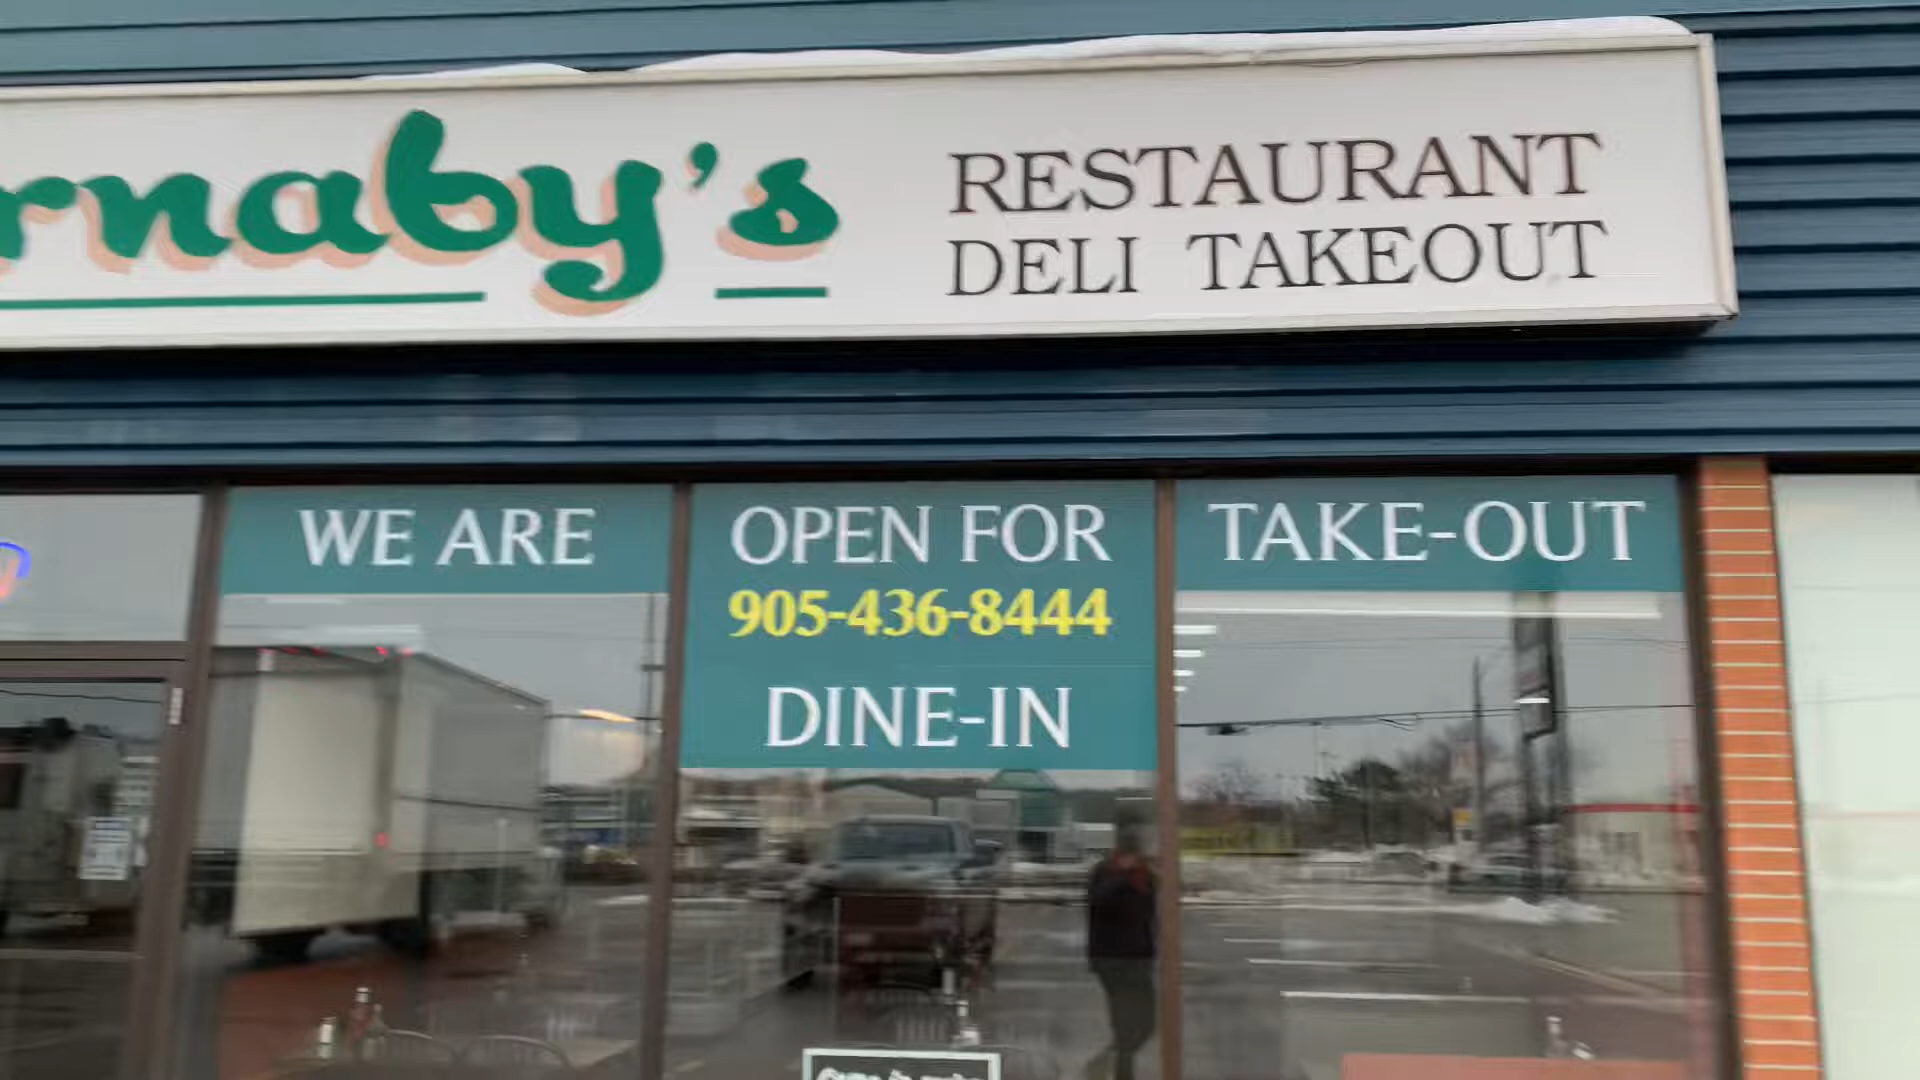 rnaby's
RESTAURANT
DELI TAKEOUT
WE ARE
OPEN FOR
TAKE-OUT
905-436-8444
DINE-IN